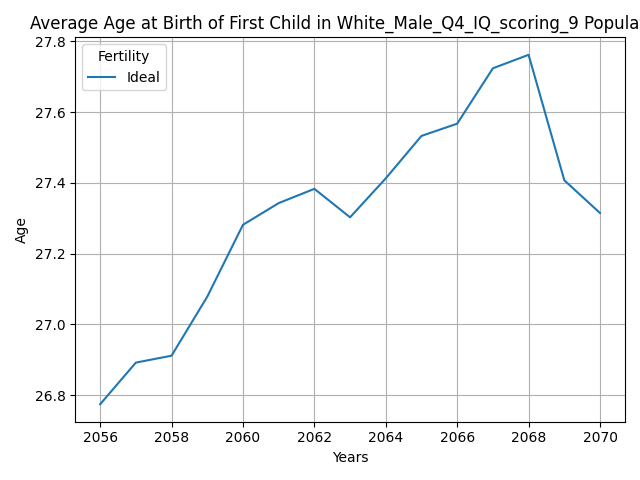 Average Age at Birth of First Child in White_Male_Q4_IQ_scoring_9 Popula
Fertility
Ideal
27.8
27.6
27.4
27.2
27.0
26.8
Age
2056 2058 2060 2062 2064 2066 2068 2070
Years